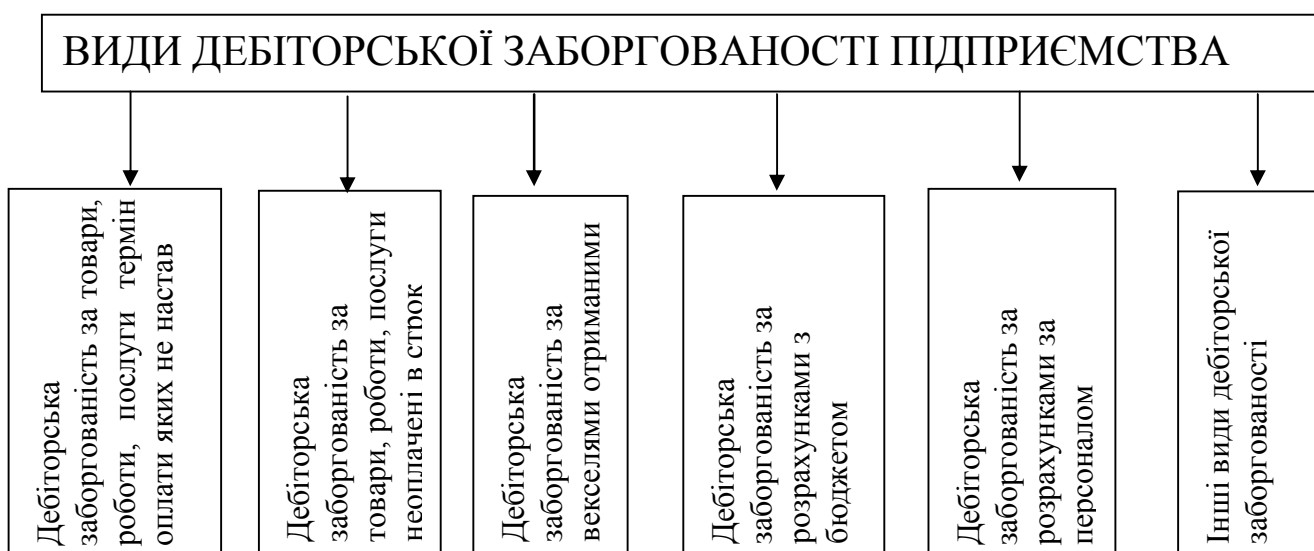 ВИДИ ДЕБІТОРСЬКОЇ ЗАБОРГОВАНОСТІ ПІДПРИЄМСТВА
Дебіторська
заборгованість за товари,
роботи, послуги термін
оплати яких не настав
Дебіторська
заборгованість за
товари, роботи, послуги
неоплачені в строк
Дебіторська
заборгованість за
векселями отриманими
Дебіторська
заборгованість за
розрахунками з
бюджетом
Дебіторська
заборгованість за
розрахунками за
персоналом
Інші види дебіторської
заборгованості